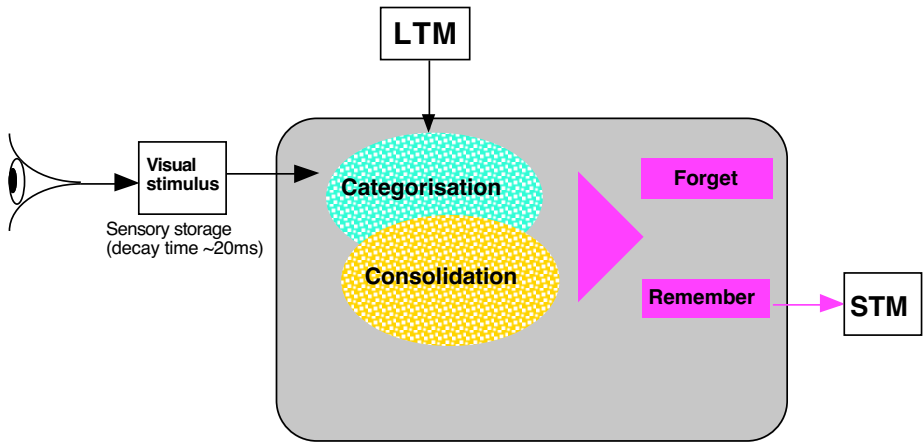 LTM
Visual
stimulus
Sensory storage
(decay time ~20ms)
Categorisation
Consolidation
Forget
Remember
STM